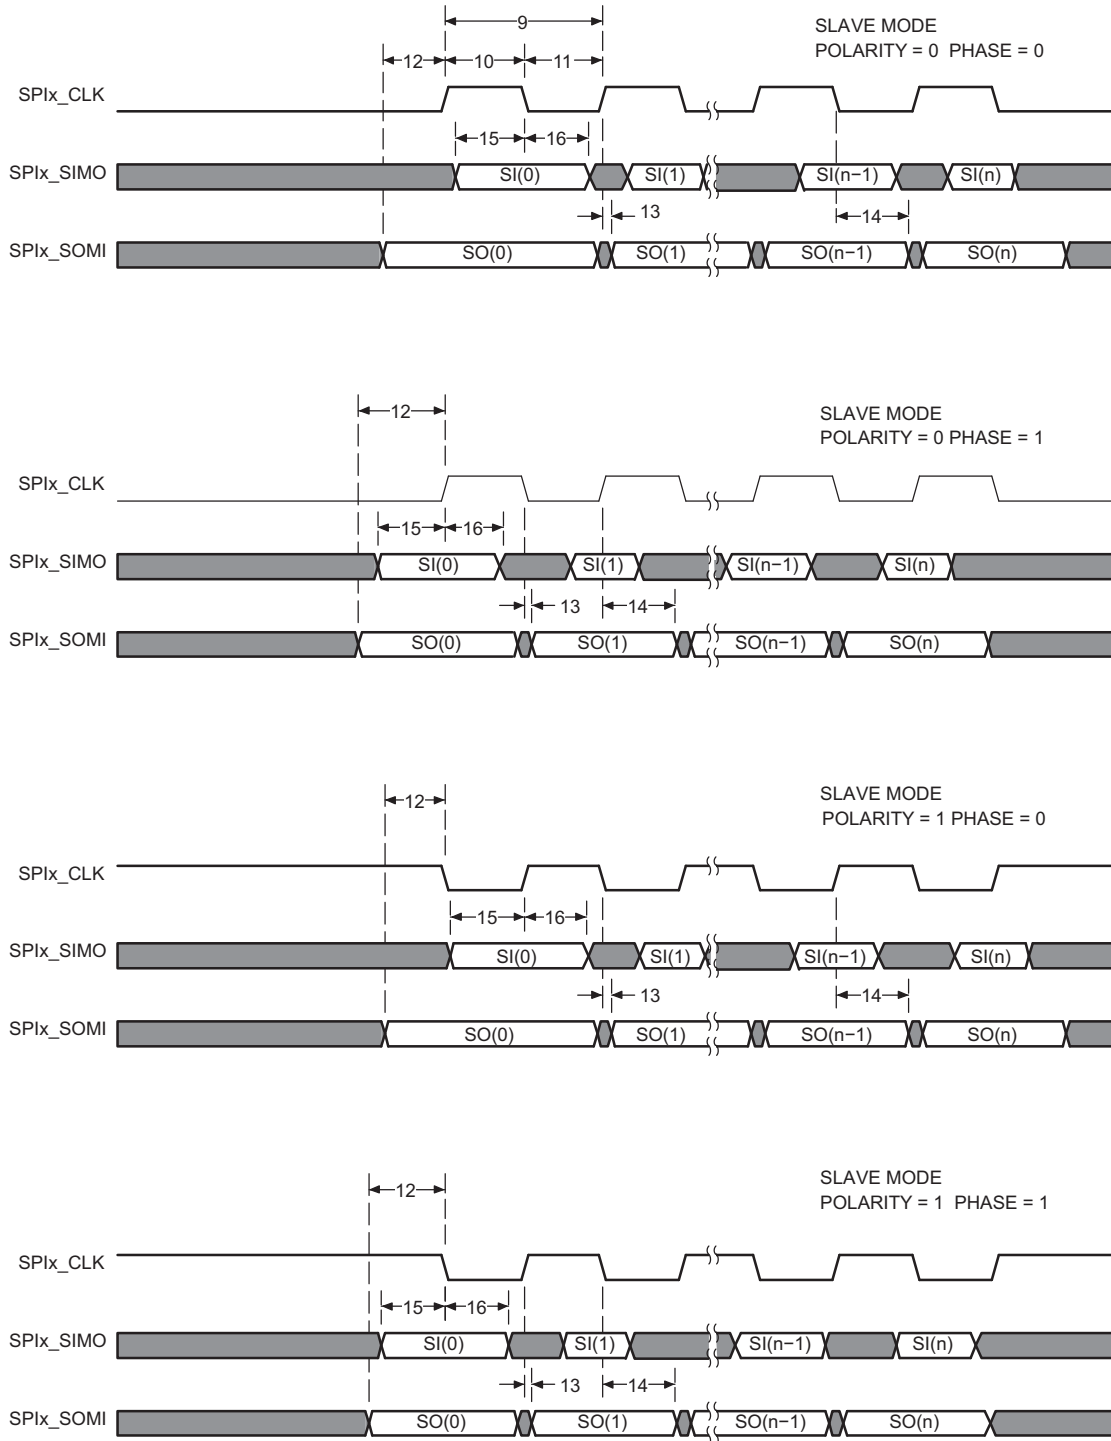 SLAVE MODE
POLARITY = 0 PHASE = 0
9
12 10 11
SPIx_CLK
15 16
SPIx_SIMO SI(0) SI(1) SI(n−1) SI(n)
13 14
SPIx_SOMI SO(0) SO(1) SO(n−1) SO(n)
SLAVE MODE
POLARITY = 0 PHASE = 1
12
SPIx_CLK
15 16
SPIx_SIMO SI(0) SI(1) SI(n−1) SI(n)
13 14
SPIx_SOMI SO(0) SO(1) SO(n−1) SO(n)
SLAVE MODE
POLARITY = 1 PHASE = 0
12
SPIx_CLK
15 16
SPIx_SIMO SI(0) SI(1) SI(n−1) SI(n)
13 14
SPIx_SOMI SO(0) SO(1) SO(n−1) SO(n)
SLAVE MODE
POLARITY = 1 PHASE = 1
12
SPIx_CLK
15 16
SPIx_SIMO SI(0) SI(1) SI(n−1) SI(n)
13 14
SPIx_SOMI SO(0) SO(1) SO(n−1) SO(n)